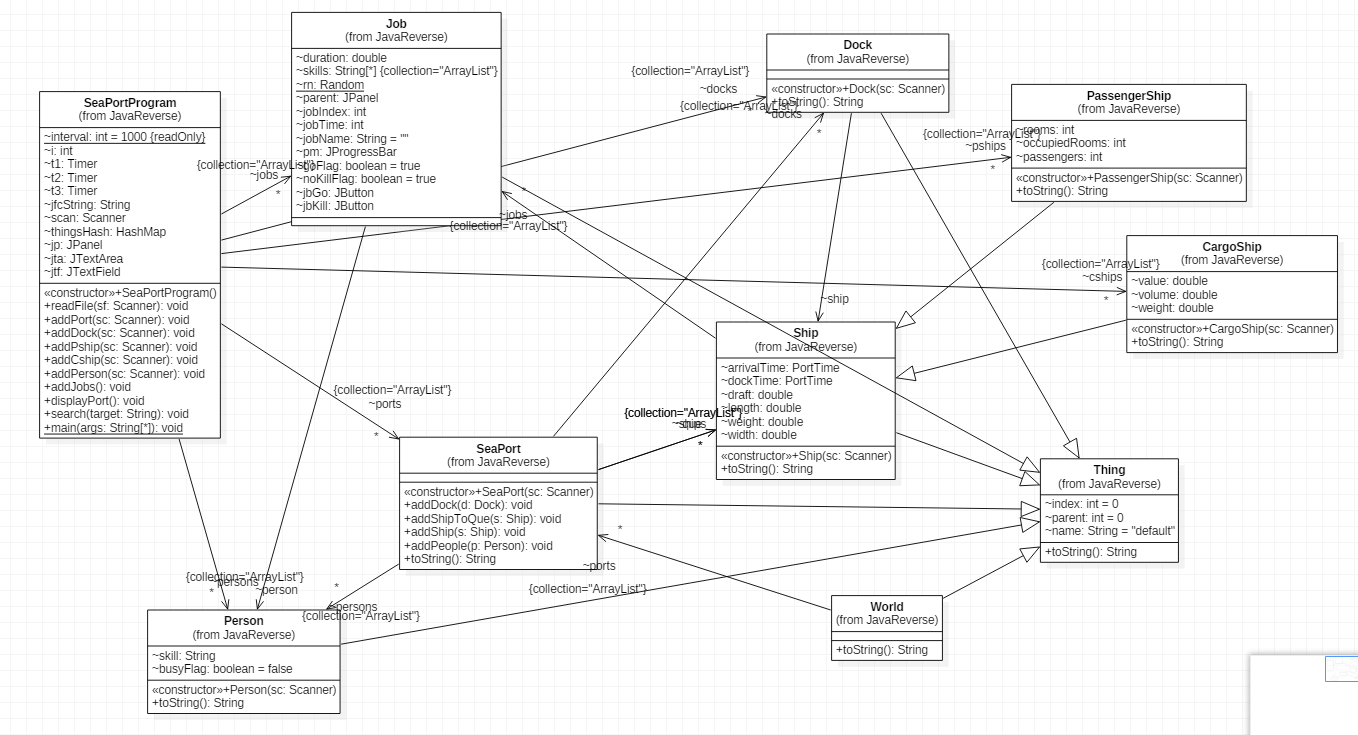 Job
(from JavaReverse)
~duration: double
~skills: String[*] {collection="ArrayList"}
~rn: Random
~parent: JPanel
~jobIndex: int
~jobTime: int
~jobName: String = ""
~pm: JProgressBar
boolean = true
~noKillFlag: boolean = true
~jbGo: JButton
~jbKill: JButton
SeaPortProgram
(from JavaReverse)
~interval: int = 1000 {readOnly}
~i: int
~t1: Timer
~t2: Timer
~t3: Timer
~jfcString: String
~scan: Scanner
~thingsHash: HashMap
~jp: JPanel
~jta: JTextArea
~jtf: JTextField
«constructor»+SeaPortProgram()
+readFile(sf: Scanner): void
+addPort(sc: Scanner): void
+addDock(sc: Scanner): void
+addPship(sc: Scanner): void
+addCship(sc: Scanner): void
+addPerson(sc: Scanner): void
+addJobs(): void
+displayPort(): void
+search(target: String): void
+main(args: String[*]): void
{collection="ArrayList"}
~jobs
*
{collection="ArrayList"}
~docks
{collection="ArrayList"}
~docks
*
Dock
(from JavaReverse)
«constructor»+Dock(sc: Scanner)
+toString(): String
PassengerShip
(from JavaReverse)
~rooms: int
~occupiedRooms: int
~passengers: int
«constructor»+PassengerShip(sc: Scanner)
+toString(): String
{collection="ArrayList"}
~pships
*
*
~jobs
{collection="ArrayList"}
CargoShip
(from JavaReverse)
~value: double
~volume: double
~weight: double
«constructor»+CargoShip(sc: Scanner)
+toString(): String
{collection="ArrayList"}
~cships
*
~ship
Ship
(from JavaReverse)
~arrivalTime: PortTime
~dockTime: PortTime
~draft: double
~length: double
~weight: double
~width: double
«constructor»+Ship(sc: Scanner)
+toString(): String
{collection="ArrayList"}
~ports
*
{collection="ArrayList"}
~ships
*
SeaPort
(from JavaReverse)
«constructor»+SeaPort(sc: Scanner)
+addDock(d: Dock): void
+addShipToQue(s: Ship): void
+addShip(s: Ship): void
+addPeople(p: Person): void
+toString(): String
Thing
(from JavaReverse)
~index: int = 0
~parent: int = 0
~name: String = "default"
+toString(): String
*
~ports
{collection="ArrayList"}
World
(from JavaReverse)
+toString(): String
{collection="ArrayList"}
~persons
*
~person
*
~persons
{collection="ArrayList"}
Person
(from JavaReverse)
~skill: String
~busyFlag: boolean = false
«constructor»+Person(sc: Scanner)
+toString(): String